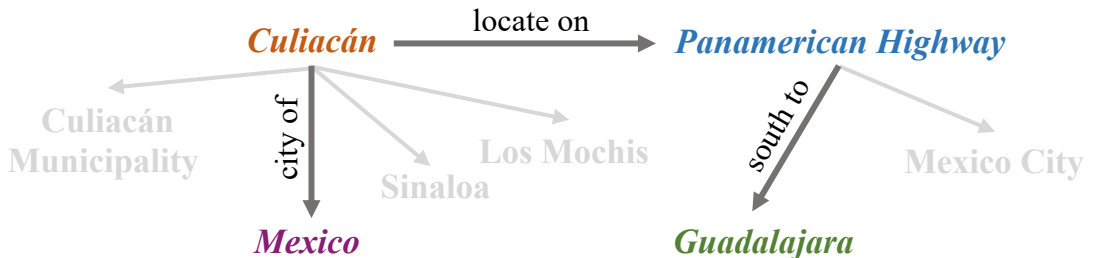 locate on
Culiacán
Panamerican Highway
Culiacán
Municipality
city of
Sinaloa
Los Mochis
south to
Mexico City
Mexico
Guadalajara